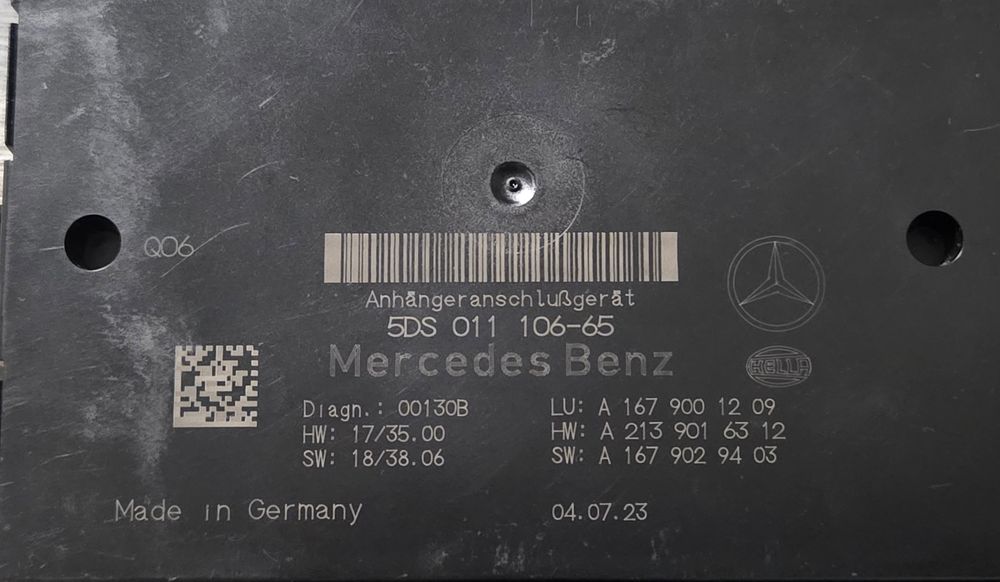 Q06
Anhängeranschlußgerät
5DS 011 106-65
Mercedes Benz
HELLA
Diagn.: 00130B
HW: 17/35.00
SW: 18/38.06
LU: A 167 900 12 09
HW: A 213 901 63 12
SW: A 167 902 94 03
Made in Germany
04.07.23